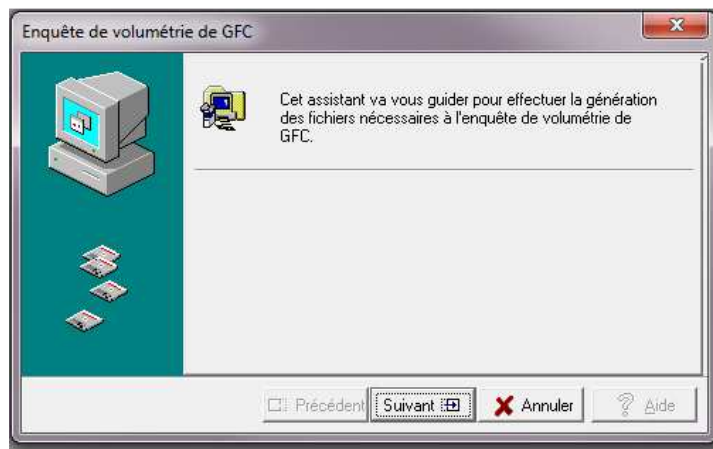 Enquête de volumétrie de GFC
Cet assistant va vous guider pour effectuer la génération
des fichiers nécessaires à l'enquête de volumétrie de
GFC.
Précédent Suivant Annuler Aide